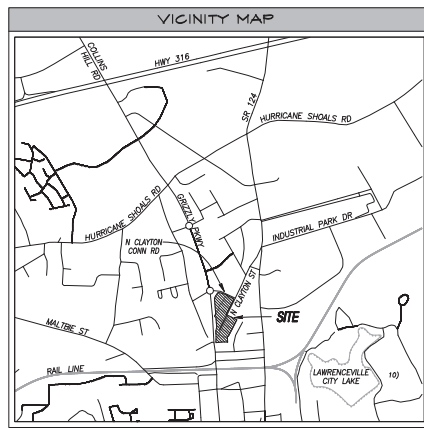 VICINITY MAP
COLLINS
HILL RD
HWY 316
SR 124
HURRICANE SHOALS RD
HURRICANE SHOALS RD
GRIZZLY PKWY
N CLAYTON
CONN RD
INDUSTRIAL PARK DR
N CLAYTON ST
SITE
MALTBIE ST
RAIL LINE
LAWRENCEVILLE
CITY LAKE
10)